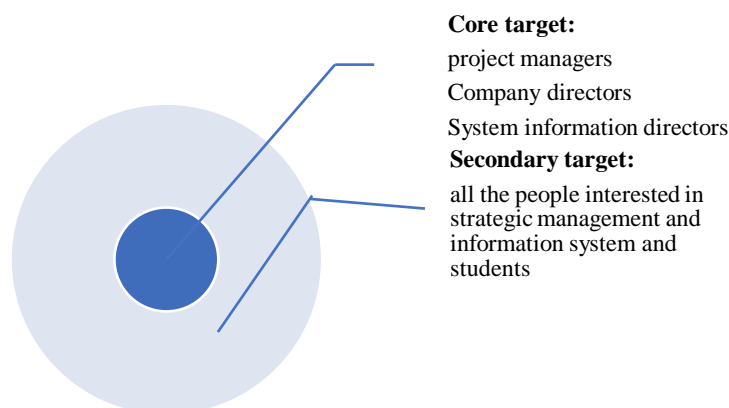 Core target:
project managers
Company directors
System information directors
Secondary target:
all the people interested in
strategic management and
information system and
students